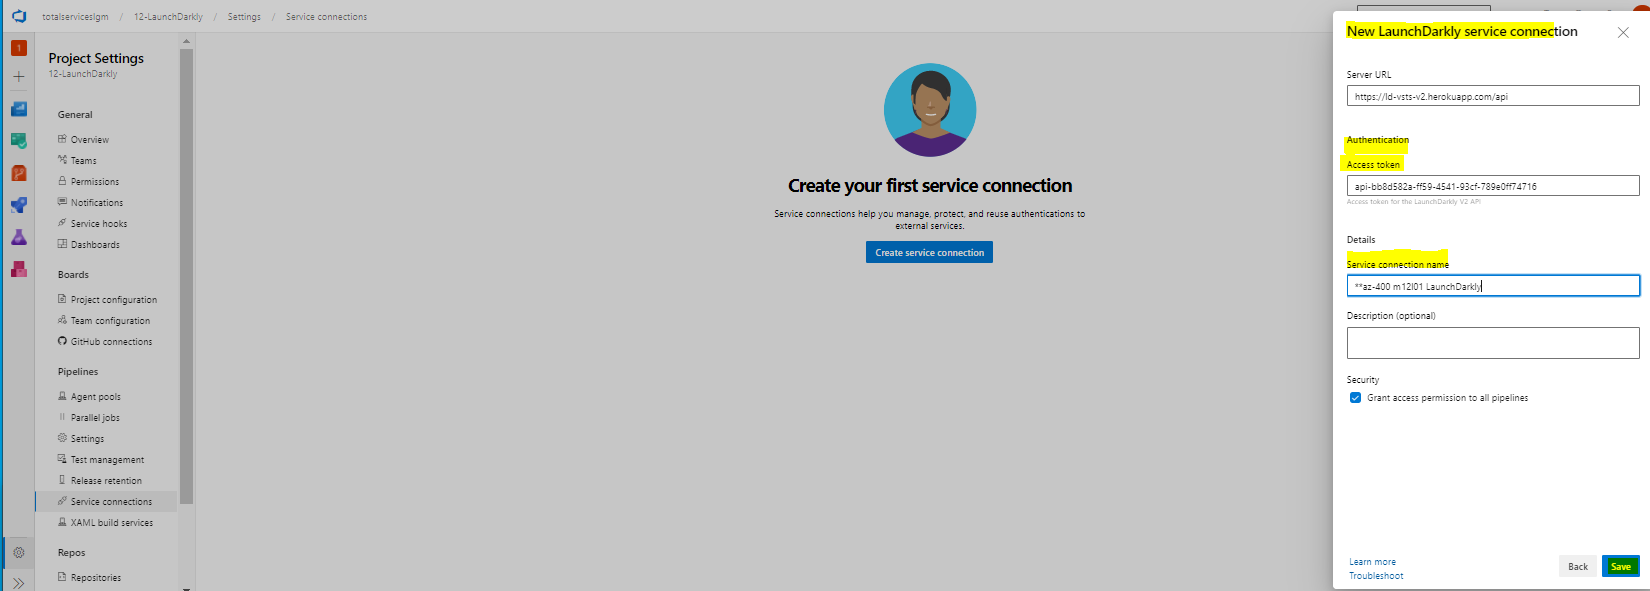 totalserviceslgm / 12-LaunchDarkly / Settings / Service connections
1
Project Settings
12-LaunchDarkly
General
Overview
Teams
Permissions
Notifications
Service hooks
Dashboards
Boards
Project configuration
Team configuration
GitHub connections
Pipelines
Agent pools
Parallel jobs
Settings
Test management
Release retention
Service connections
XAML build services
Repos
Repositories
Create your first service connection
Service connections help you manage, protect, and reuse authentications to
external services.
Create service connection
New LaunchDarkly service connection
Server URL
https://ld-vsts-v2.herokuapp.com/api
Authentication
Access token
api-bb8d582a-ff59-4541-93cf-789e0ff74716
Access token for the LaunchDarkly V2 API
Details
Service connection name
**az-400 m12l01 LaunchDarkly
Description (optional)
Security
Grant access permission to all pipelines
Learn more
Troubleshoot
Back
Save